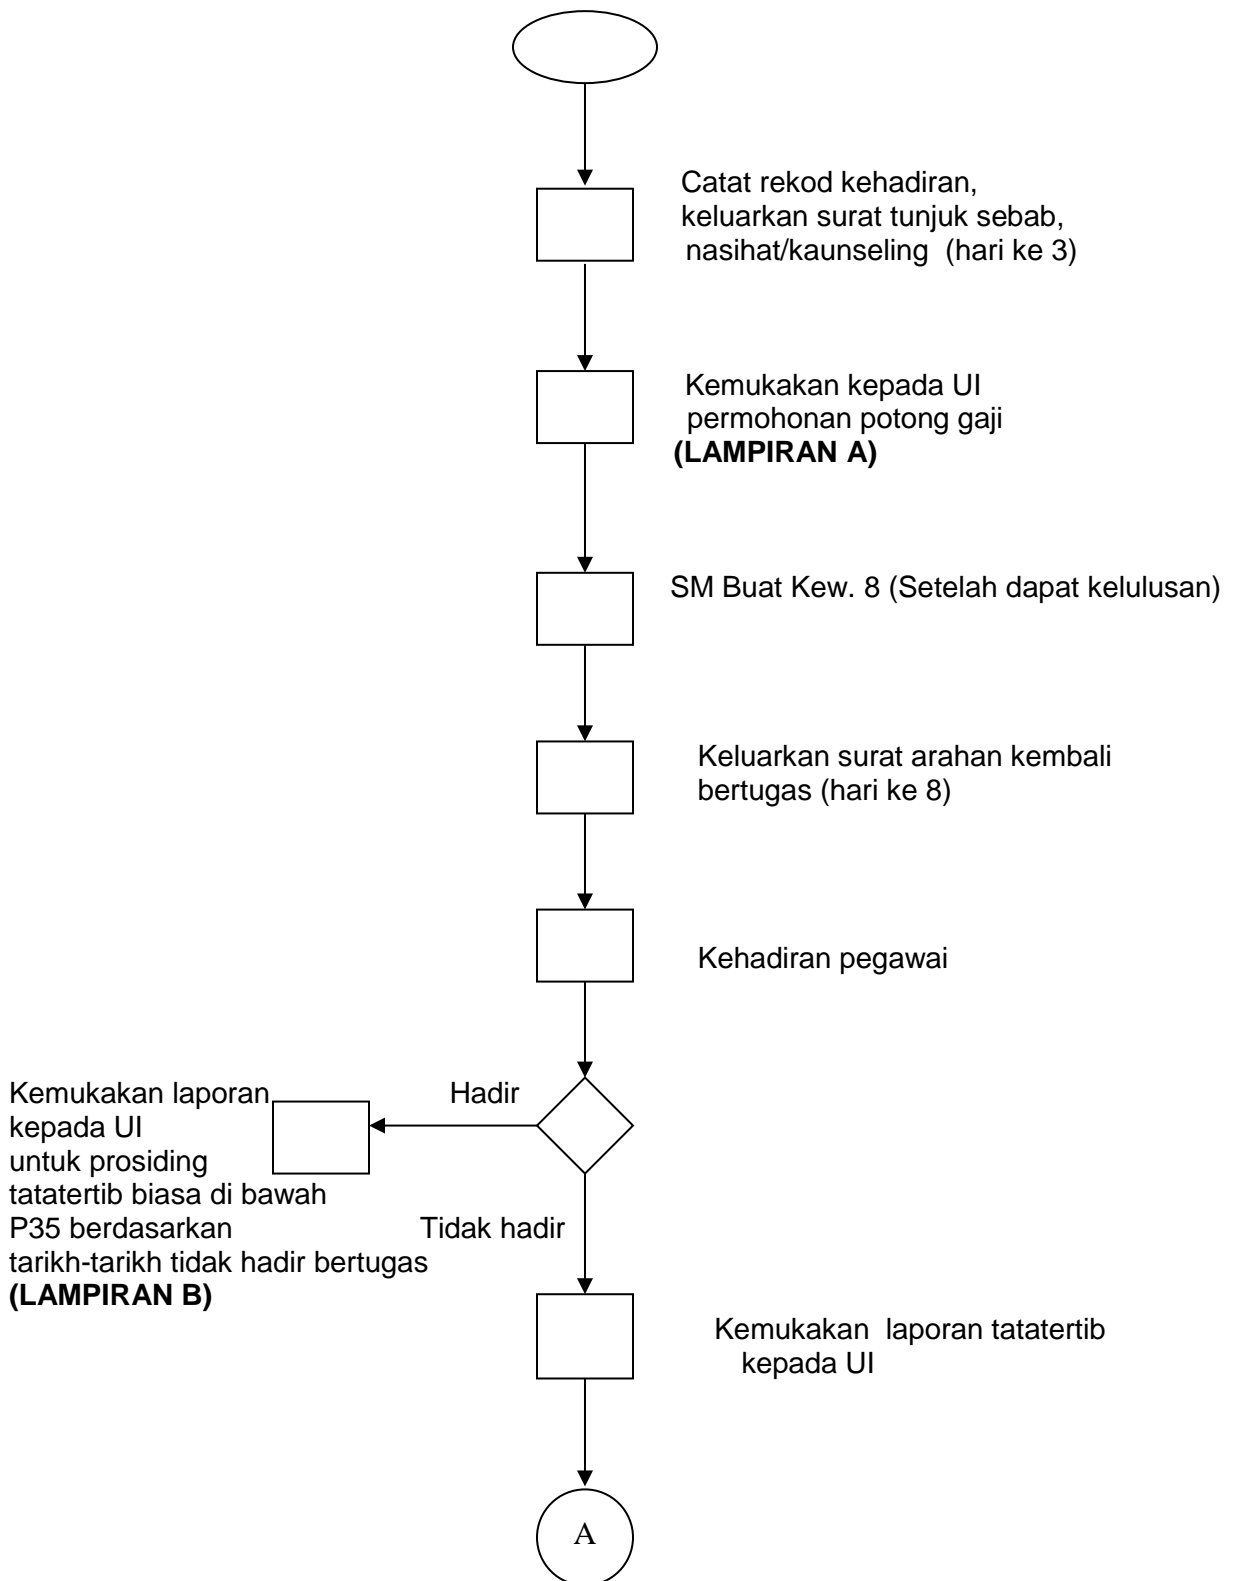 Catat rekod kehadiran,
keluarkan surat tunjuk sebab,
nasihat/kaunseling (hari ke 3)
Kemukakan kepada UI
permohonan potong gaji
(LAMPIRAN A)
SM Buat Kew. 8 (Setelah dapat kelulusan)
Keluarkan surat arahan kembali
bertugas (hari ke 8)
Kehadiran pegawai
Hadir
Kemukakan laporan
kepada UI
untuk prosiding
tatatertib biasa di bawah
P35 berdasarkan
tarikh-tarikh tidak hadir bertugas
(LAMPIRAN B)
Tidak hadir
Kemukakan laporan tatatertib
kepada UI
A